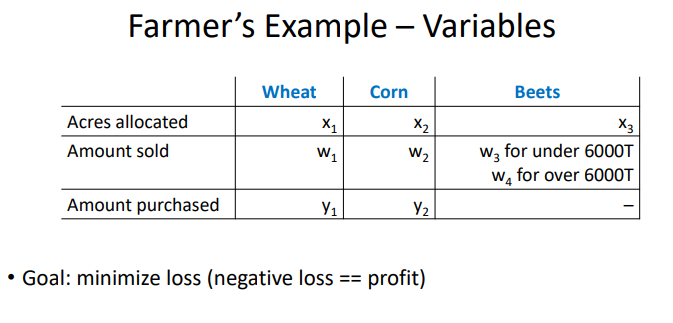 Farmer’s Example – Variables
Wheat Corn Beets
Acres allocated x₁ x₂ x₃
Amount sold w₁ w₂ w₃ for under 6000T
w₄ for over 6000T
Amount purchased y₁ y₂ –
• Goal: minimize loss (negative loss == profit)